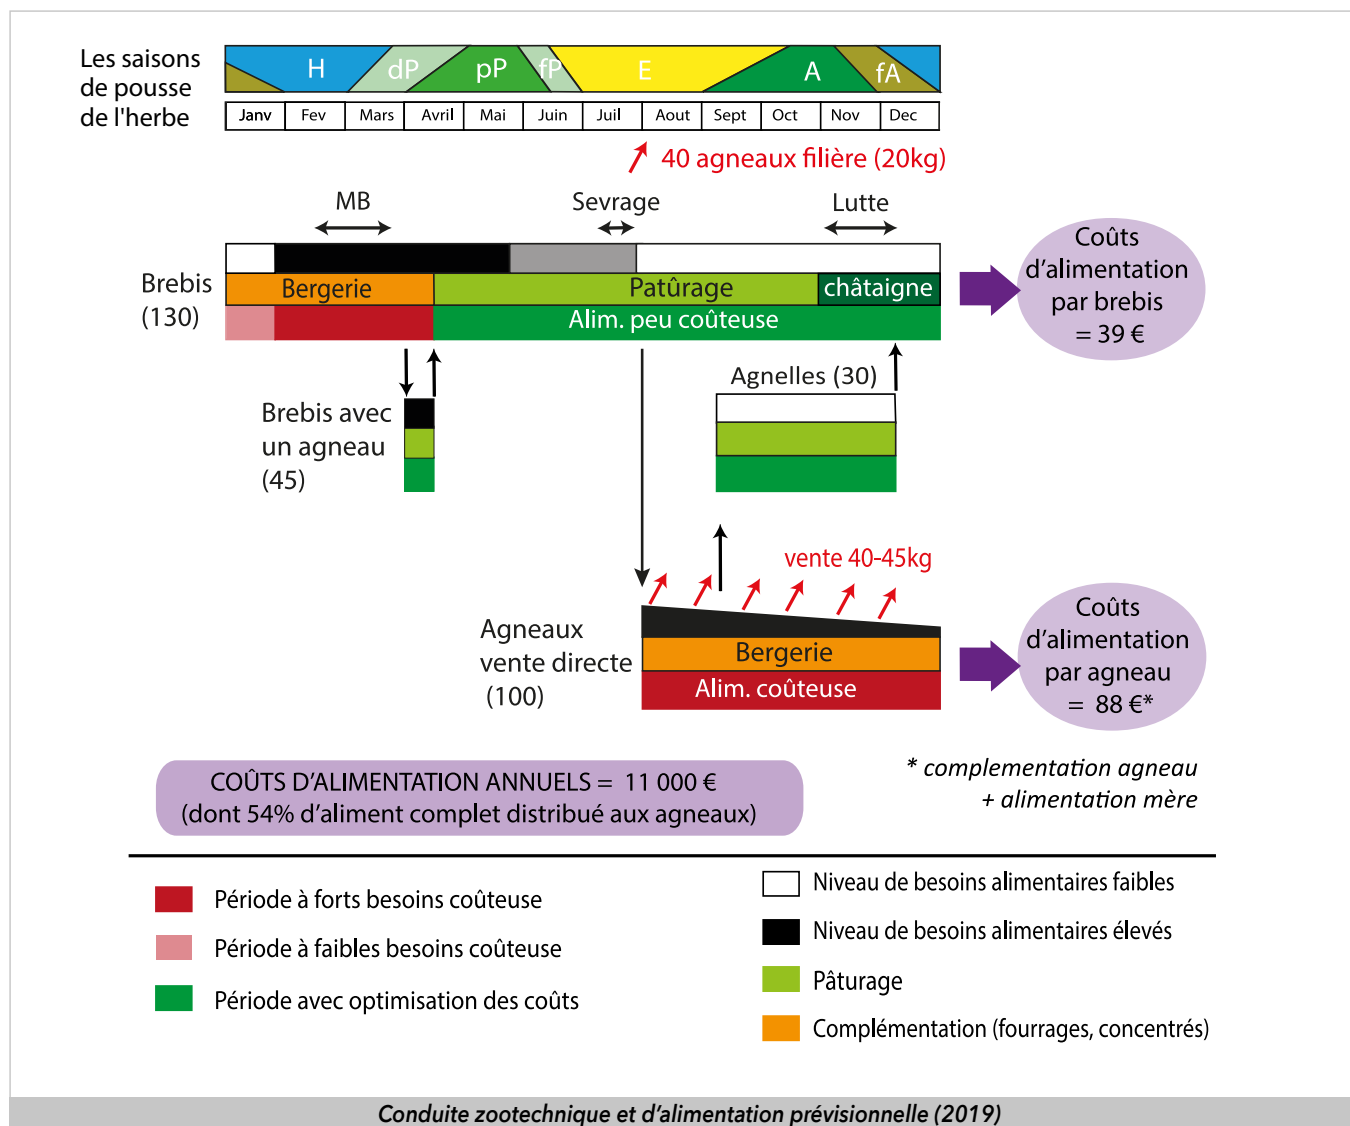 Les saisons
de pousse
de l'herbe
H
dP
pP
fP
E
A
fA
Janv
Fev
Mars
Avril
Mai
Juin
Juil
Aout
Sept
Oct
Nov
Dec
40 agneaux filière (20kg)
MB
Sevrage
Lutte
Brebis
(130)
Bergerie
Patûrage
châtaigne
Alim. peu coûteuse
Coûts
d'alimentation
par brebis
= 39 €
Brebis avec
un agneau
(45)
Agnelles (30)
vente 40-45kg
Agneaux
vente directe
(100)
Bergerie
Alim. coûteuse
Coûts
d'alimentation
par agneau
= 88 €*
* complementation agneau
+ alimentation mère
COÛTS D'ALIMENTATION ANNUELS = 11 000 €
(dont 54% d'aliment complet distribué aux agneaux)
Période à forts besoins coûteuse
Période à faibles besoins coûteuse
Période avec optimisation des coûts
Niveau de besoins alimentaires faibles
Niveau de besoins alimentaires élevés
Pâturage
Complémentation (fourrages, concentrés)
Conduite zootechnique et d'alimentation prévisionnelle (2019)